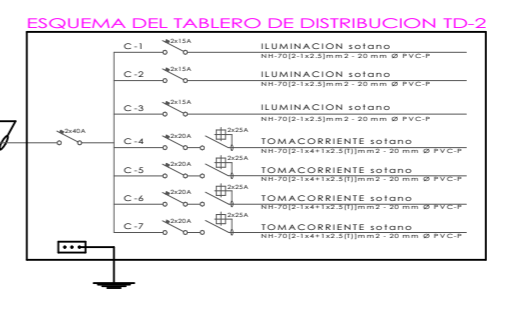 ESQUEMA DEL TABLERO DE DISTRIBUCION TD-2
C-1 2x15A ILUMINACION sotano
NH-70[2-1x2.5]mm2 - 20 mm Ø PVC-P
C-2 2x15A ILUMINACION sotano
NH-70[2-1x2.5]mm2 - 20 mm Ø PVC-P
C-3 2x15A ILUMINACION sotano
NH-70[2-1x2.5]mm2 - 20 mm Ø PVC-P
2x40A
C-4 2x20A 2x25A TOMACORRIENTE sotano
NH-70[2-1x4+1x2.5(T)]mm2 - 20 mm Ø PVC-P
C-5 2x20A 2x25A TOMACORRIENTE sotano
NH-70[2-1x4+1x2.5(T)]mm2 - 20 mm Ø PVC-P
C-6 2x20A 2x25A TOMACORRIENTE sotano
NH-70[2-1x4+1x2.5(T)]mm2 - 20 mm Ø PVC-P
C-7 2x20A 2x25A TOMACORRIENTE sotano
NH-70[2-1x4+1x2.5(T)]mm2 - 20 mm Ø PVC-P